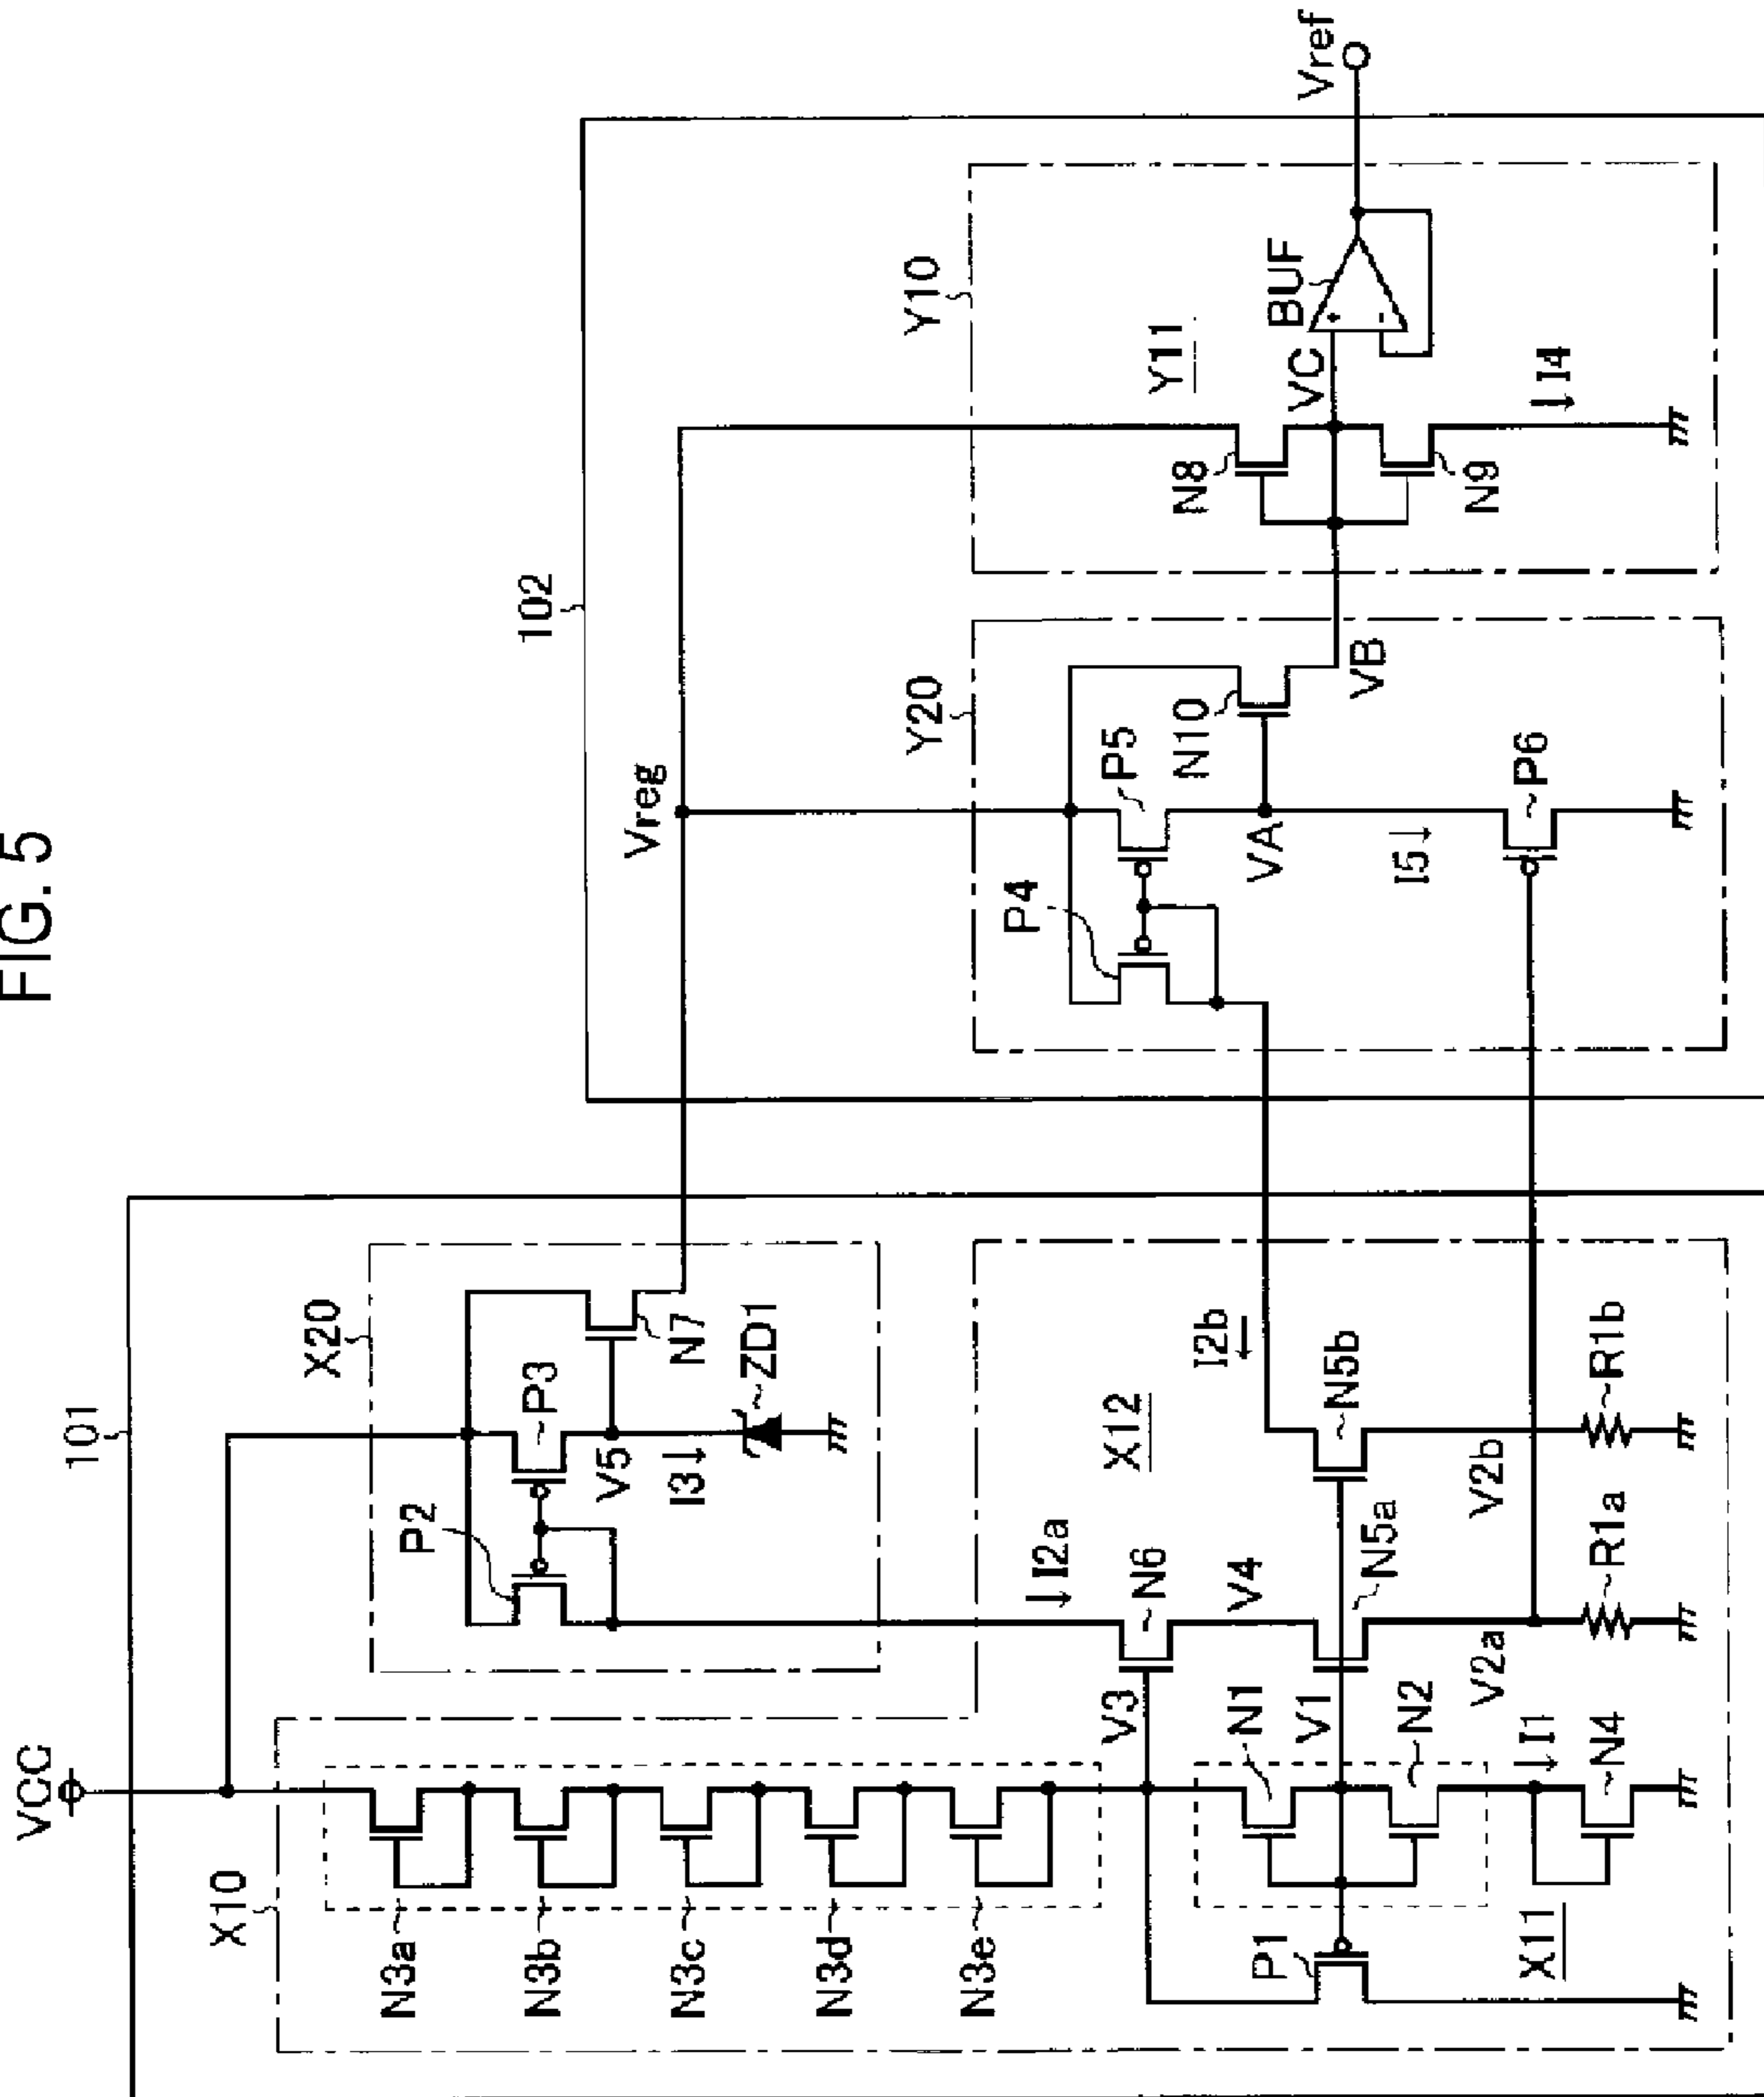 FIG. 5
VCC
101
102
X10
X20
Y10
Y20
N3a
N3b
N3c
N3d
N3e
P2
P3
V5
I3
N7
ZD1
Vreg
P4
P5
N10
VA
VB
I5
P6
N8
N9
Y11
VC
BUF
I4
Vref
I2a
N6
V3
V4
X12
I2b
N1
V1
N2
N5a
N5b
P1
X11
I1
N4
V2a
V2b
R1a
R1b